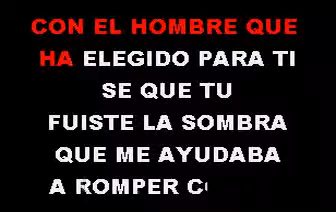 CON EL HOMBRE QUE
HA ELEGIDO PARA TI
SE QUE TU
FUISTE LA SOMBRA
QUE ME AYUDABA
A ROMPER